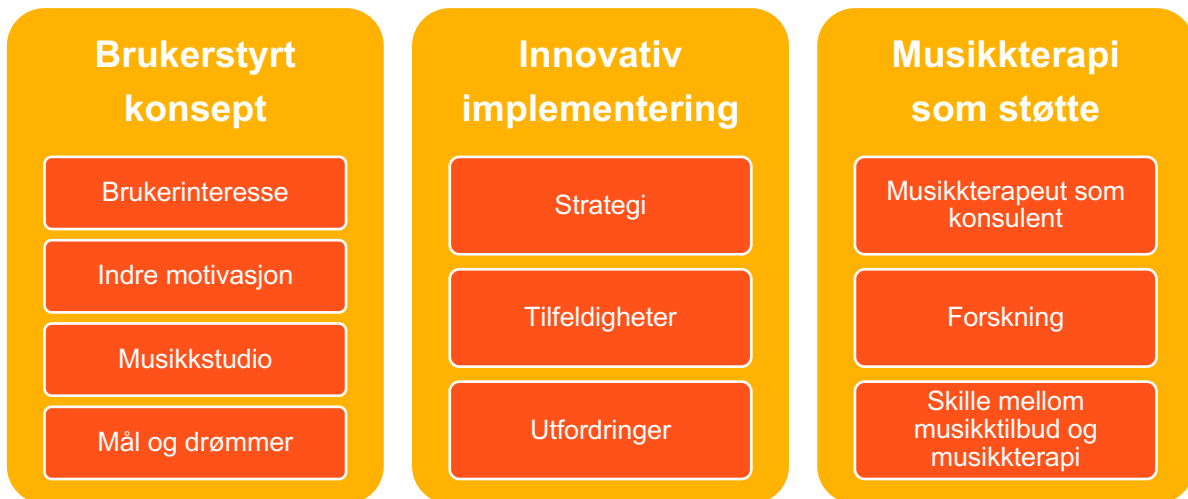 Brukerstyrt
konsept
Brukerinteresse
Indre motivasjon
Musikkstudio
Mål og drømmer
Innovativ
implementering
Strategi
Tilfeldigheter
Utfordringer
Musikkterapi
som støtte
Musikkterapeut som
konsulent
Forskning
Skille mellom
musikktilbud og
musikkterapi